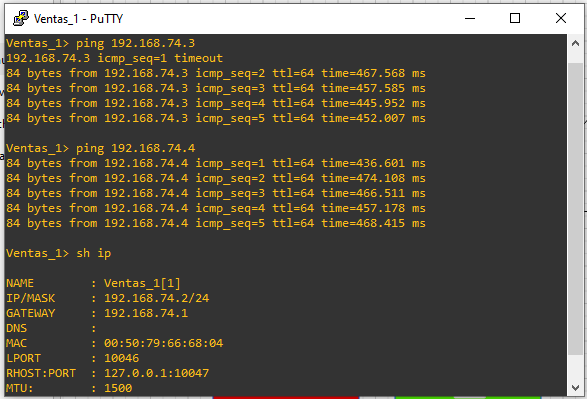 Ventas_1 - PuTTY
Ventas_1> ping 192.168.74.3
192.168.74.3 icmp_seq=1 timeout
84 bytes from 192.168.74.3 icmp_seq=2 ttl=64 time=467.568 ms
84 bytes from 192.168.74.3 icmp_seq=3 ttl=64 time=457.585 ms
84 bytes from 192.168.74.3 icmp_seq=4 ttl=64 time=445.952 ms
84 bytes from 192.168.74.3 icmp_seq=5 ttl=64 time=452.007 ms
Ventas_1> ping 192.168.74.4
84 bytes from 192.168.74.4 icmp_seq=1 ttl=64 time=436.601 ms
84 bytes from 192.168.74.4 icmp_seq=2 ttl=64 time=474.108 ms
84 bytes from 192.168.74.4 icmp_seq=3 ttl=64 time=466.511 ms
84 bytes from 192.168.74.4 icmp_seq=4 ttl=64 time=457.178 ms
84 bytes from 192.168.74.4 icmp_seq=5 ttl=64 time=468.415 ms
Ventas_1> sh ip
NAME : Ventas_1[1]
IP/MASK : 192.168.74.2/24
GATEWAY : 192.168.74.1
DNS :
MAC : 00:50:79:66:68:04
LPORT : 10046
RHOST:PORT : 127.0.0.1:10047
MTU: : 1500